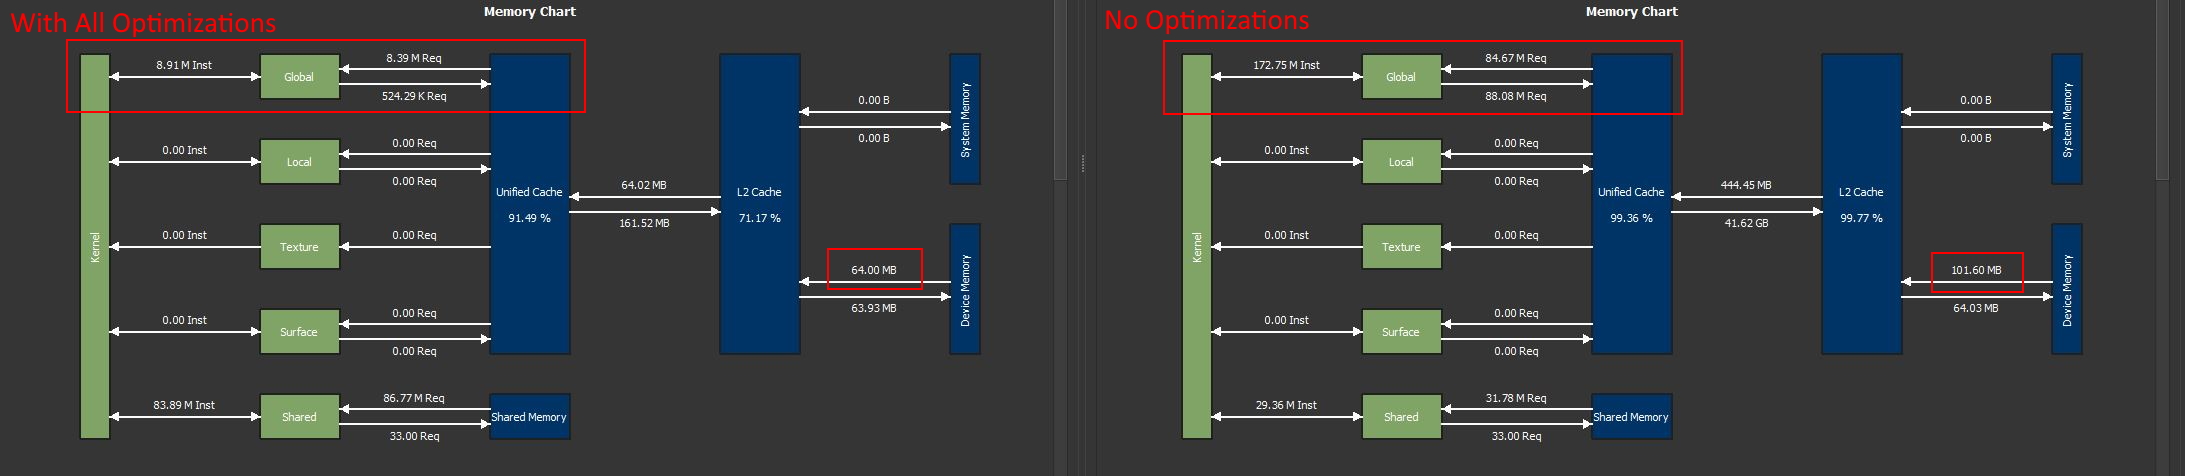 With All Optimizations
Memory Chart
8.91 M Inst
Global
8.39 M Req
524.29 K Req
0.00 Inst
Local
0.00 Req
0.00 Req
0.00 Inst
Texture
0.00 Req
0.00 Inst
Surface
0.00 Req
0.00 Req
83.89 M Inst
Shared
86.77 M Req
33.00 Req
Kernel
Unified Cache
91.49 %
Shared Memory
64.02 MB
161.52 MB
L2 Cache
71.17 %
0.00 B
0.00 B
System Memory
64.00 MB
63.93 MB
Device Memory
No Optimizations
Memory Chart
172.75 M Inst
Global
84.67 M Req
88.08 M Req
0.00 Inst
Local
0.00 Req
0.00 Req
0.00 Inst
Texture
0.00 Req
0.00 Inst
Surface
0.00 Req
0.00 Req
29.36 M Inst
Shared
31.78 M Req
33.00 Req
Kernel
Unified Cache
99.36 %
Shared Memory
444.45 MB
41.62 GB
L2 Cache
99.77 %
0.00 B
0.00 B
System Memory
101.60 MB
64.03 MB
Device Memory